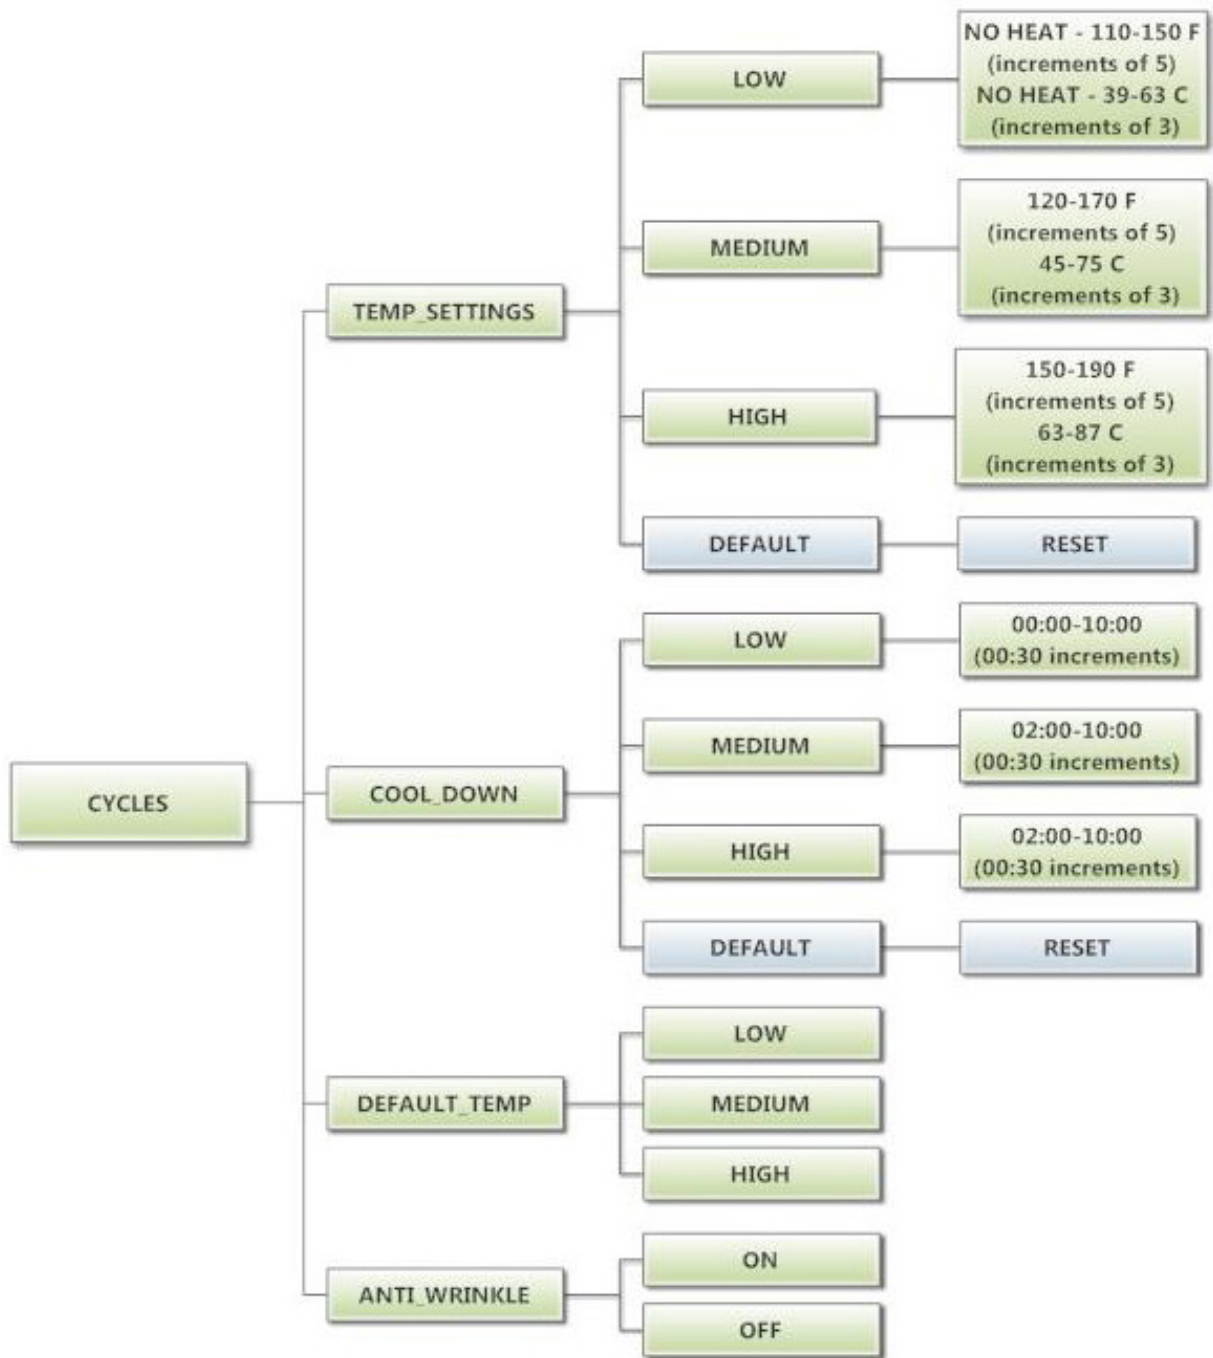 CYCLES
TEMP_SETTINGS
LOW
NO HEAT - 110-150 F
(increments of 5)
NO HEAT - 39-63 C
(increments of 3)
MEDIUM
120-170 F
(increments of 5)
45-75 C
(increments of 3)
HIGH
150-190 F
(increments of 5)
63-87 C
(increments of 3)
DEFAULT
RESET
COOL_DOWN
LOW
00:00-10:00
(00:30 increments)
MEDIUM
02:00-10:00
(00:30 increments)
HIGH
02:00-10:00
(00:30 increments)
DEFAULT
RESET
DEFAULT_TEMP
LOW
MEDIUM
HIGH
ANTI_WRINKLE
ON
OFF